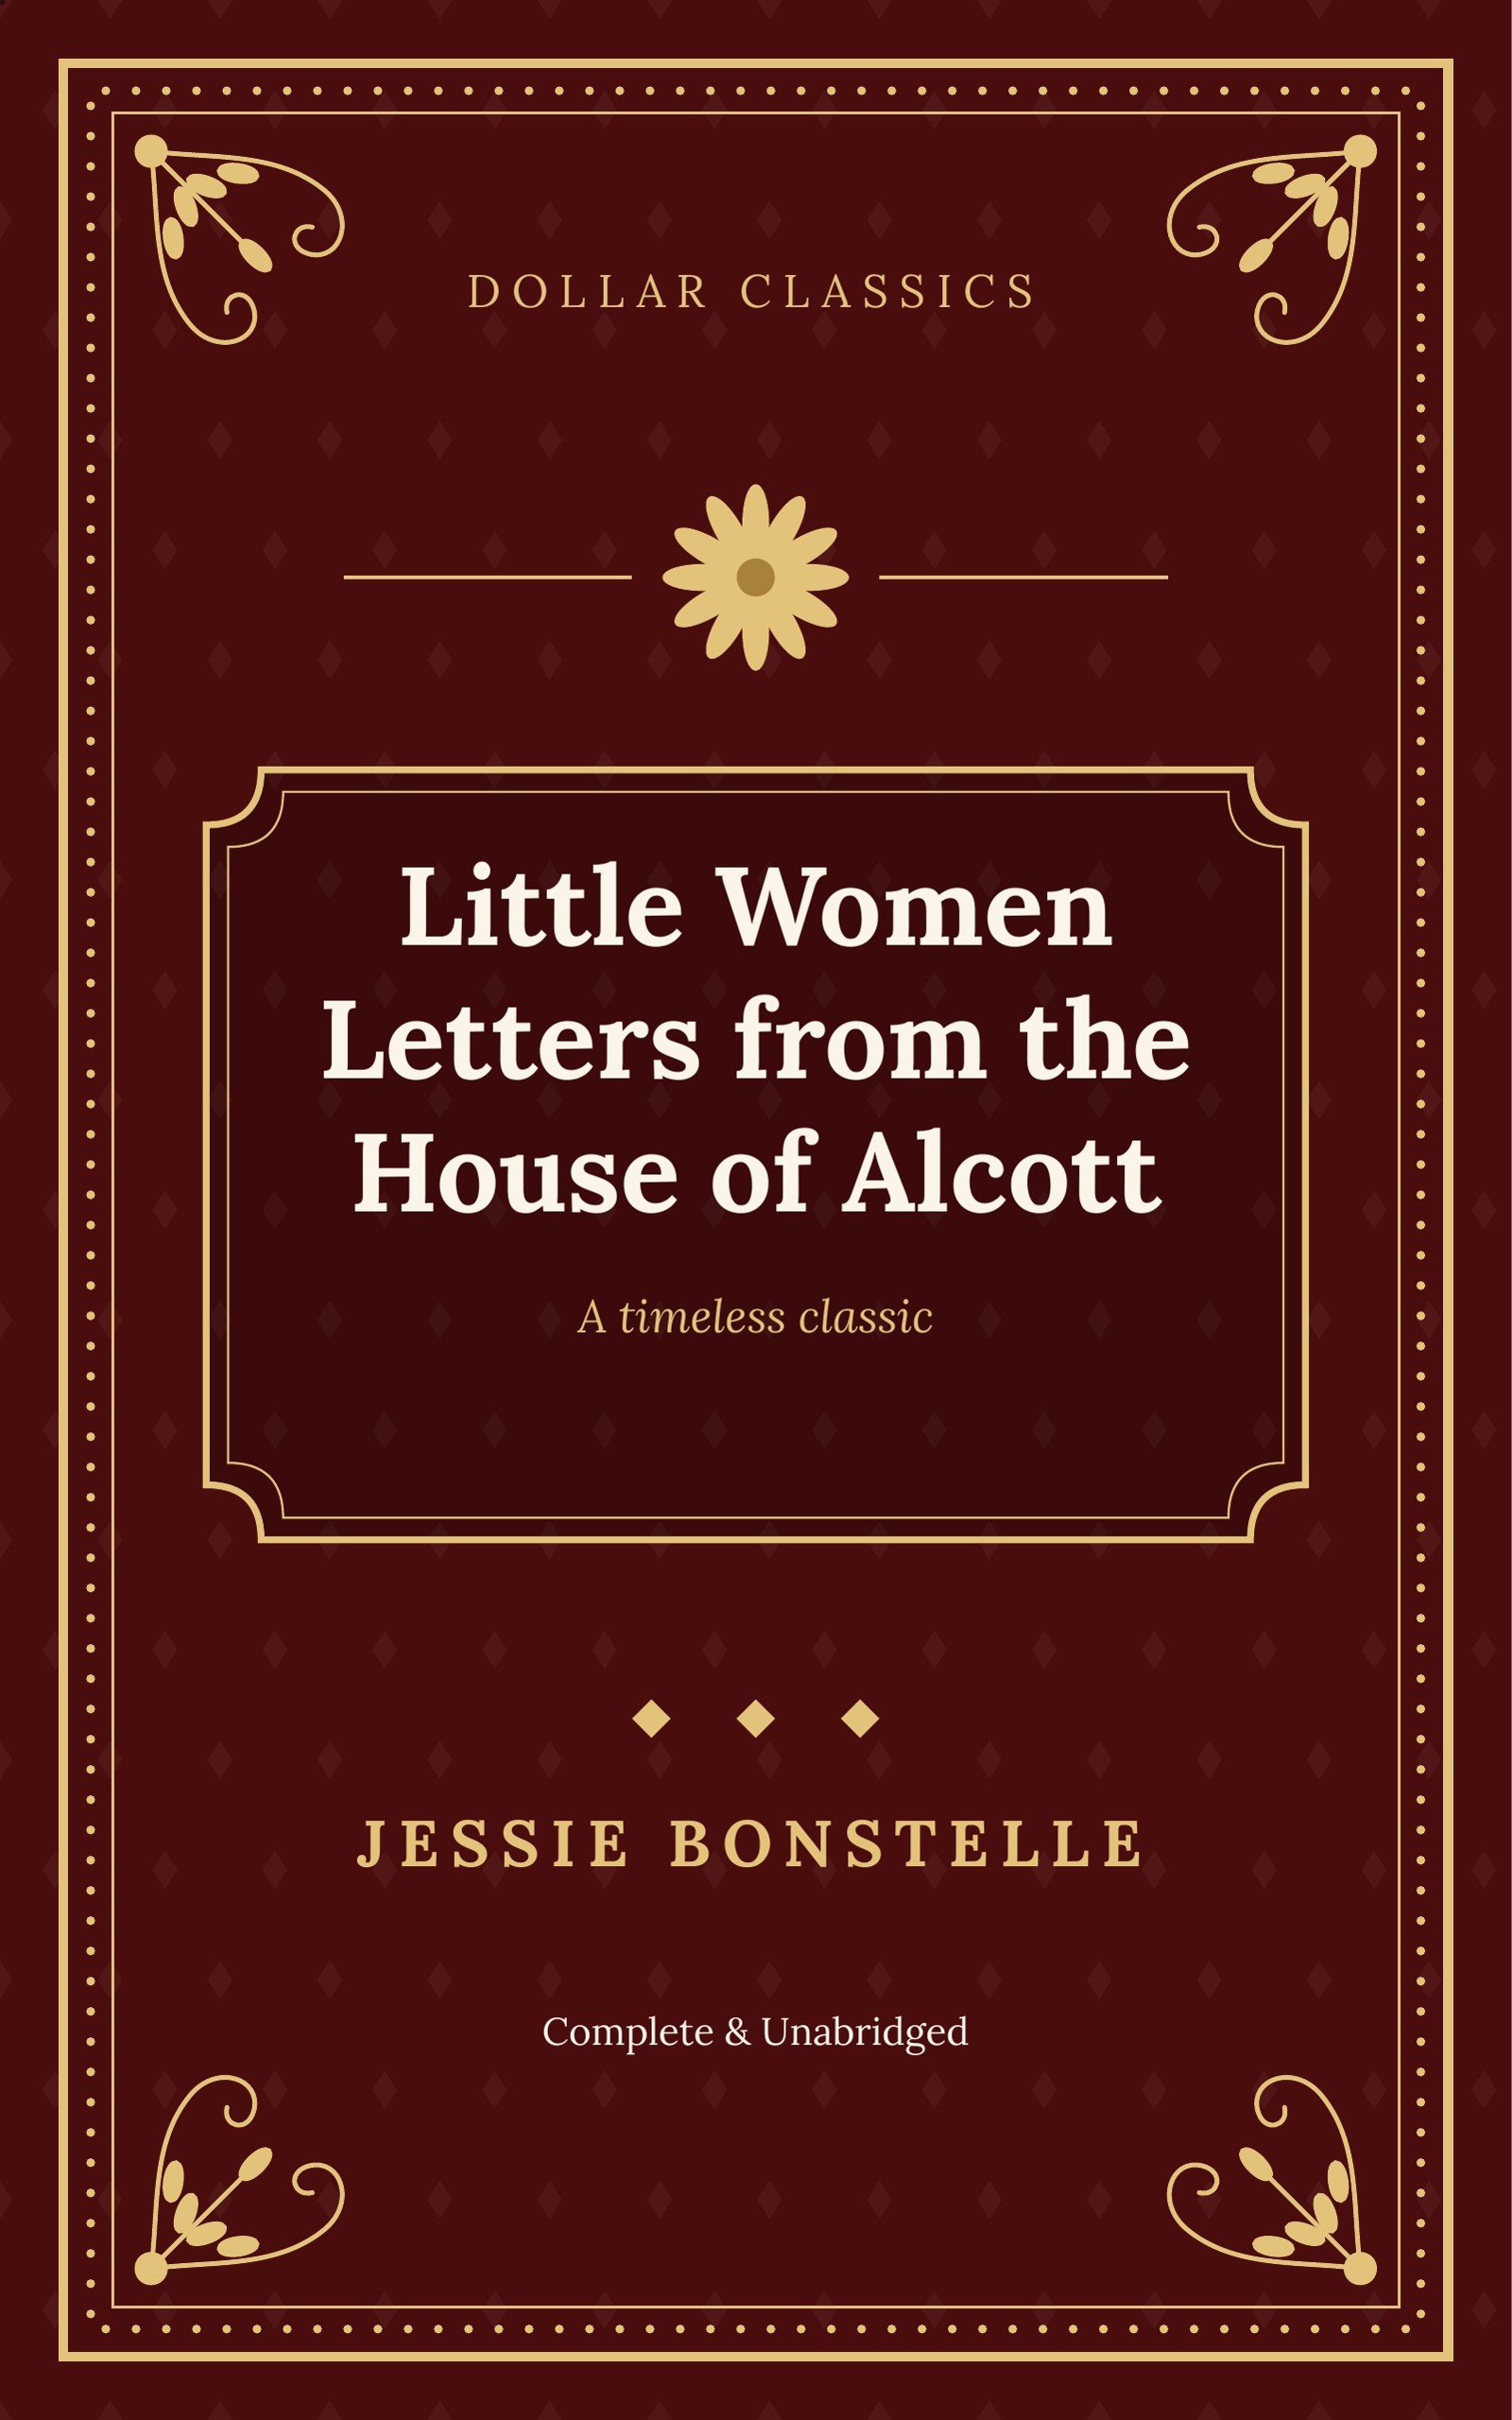 DOLLAR CLASSICS
Little Women
Letters from the
House of Alcott
A timeless classic
JESSIE BONSTELLE
Complete & Unabridged